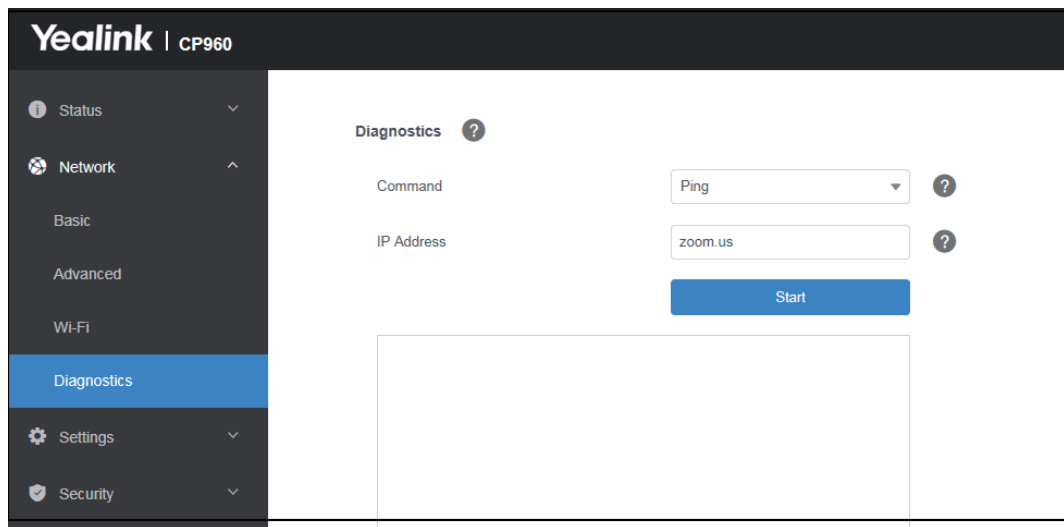 Yealink | CP960
Status
Network
Basic
Advanced
Wi-Fi
Diagnostics
Settings
Security
Diagnostics ?
Command Ping ?
IP Address zoom.us ?
Start